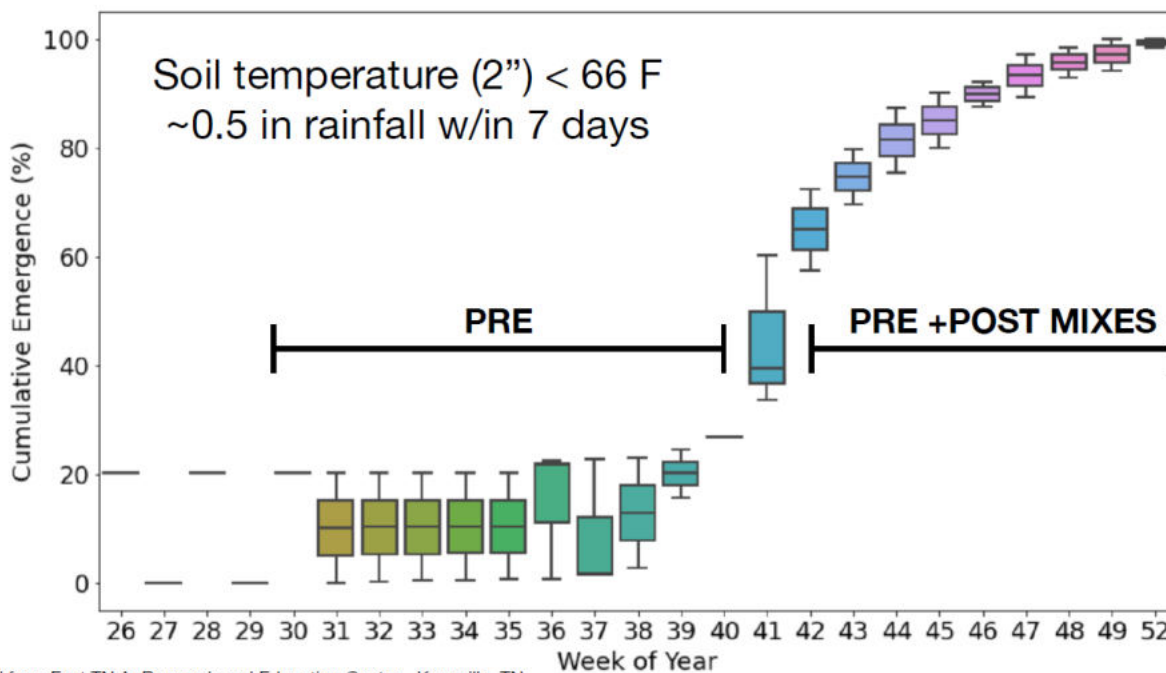 Soil temperature (2”) < 66 F
~0.5 in rainfall w/in 7 days
Cumulative Emergence (%)
100
80
60
40
20
0
PRE
PRE +POST MIXES
26 27 28 29 30 31 32 33 34 35 36 37 38 39 40 41 42 43 44 45 46 47 48 49 52
Week of Year